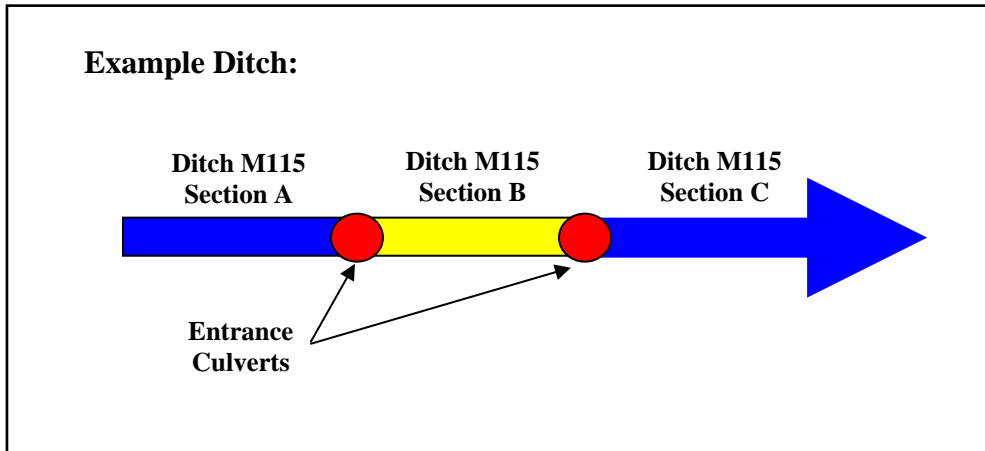 Example Ditch:
Ditch M115
Section A
Ditch M115
Section B
Ditch M115
Section C
Entrance
Culverts